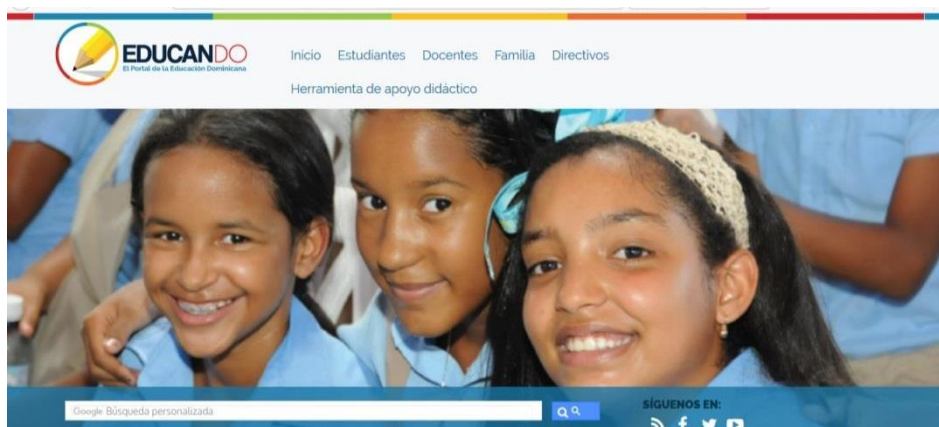 EDUCANDO
El Portal de la Educación Dominicana
Inicio Estudiantes Docentes Familia Directivos
Herramienta de apoyo didáctico
Google Búsqueda personalizada
SÍGUENOS EN: